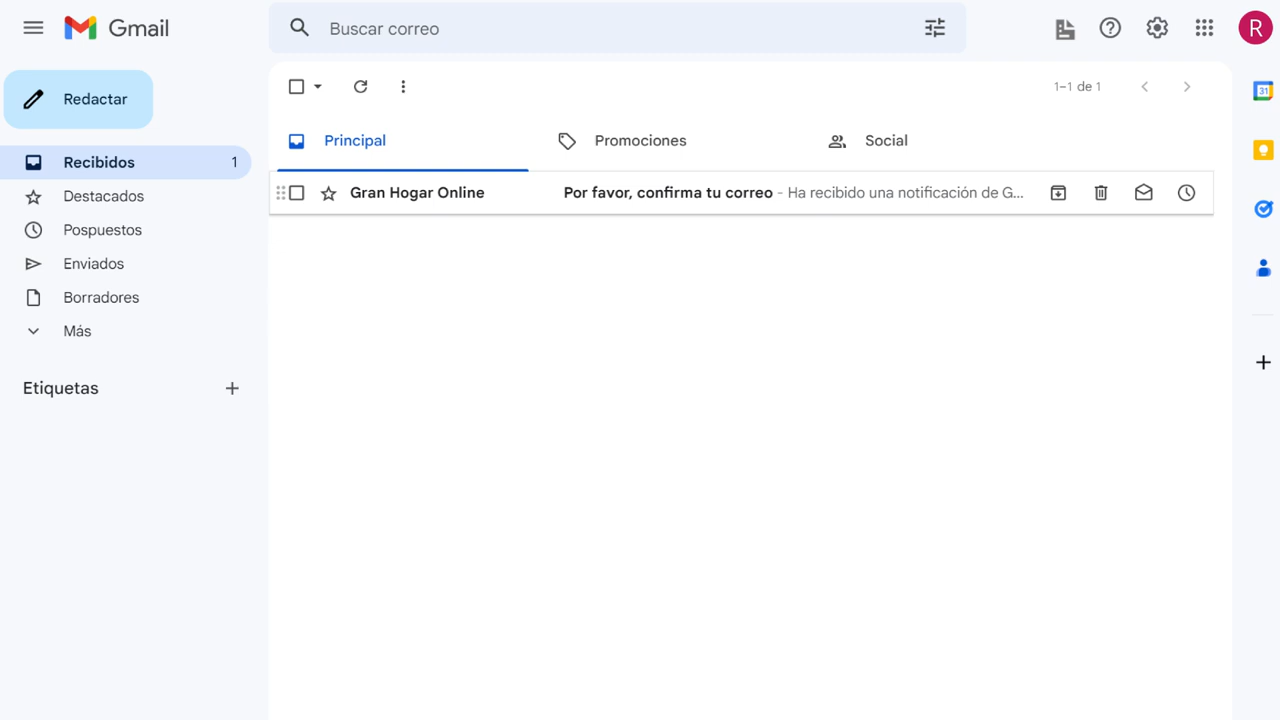 Gmail
Buscar correo
R
Redactar
1–1 de 1
31
Principal
Promociones
Social
Recibidos 1
Gran Hogar Online Por favor, confirma tu correo - Ha recibido una notificación de G...
Destacados
Pospuestos
Enviados
Borradores
Más
Etiquetas